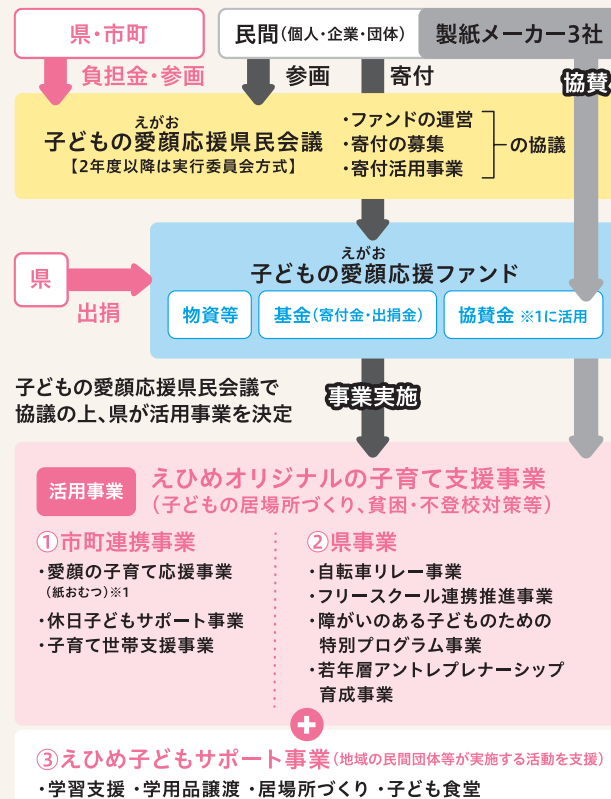 県・市町
民間(個人・企業・団体)
製紙メーカー3社
負担金・参画
参画
寄付
協賛
えがお
子どもの愛顔応援県民会議
【2年度以降は実行委員会方式】
・ファンドの運営
・寄付の募集
・寄付活用事業
の協議
県
出捐
えがお
子どもの愛顔応援ファンド
物資等
基金(寄付金・出捐金)
協賛金 ※1に活用
子どもの愛顔応援県民会議で
協議の上、県が活用事業を決定
事業実施
活用事業
えひめオリジナルの子育て支援事業
(子どもの居場所づくり、貧困・不登校対策等)
①市町連携事業
・愛顔の子育て応援事業
(紙おむつ)※1
・休日子どもサポート事業
・子育て世帯支援事業
②県事業
・自転車リレー事業
・フリースクール連携推進事業
・障がいのある子どものための
特別プログラム事業
・若年層アントレプレナーシップ
育成事業
+
③えひめ子どもサポート事業(地域の民間団体等が実施する活動を支援)
・学習支援 ・学用品譲渡 ・居場所づくり ・子ども食堂